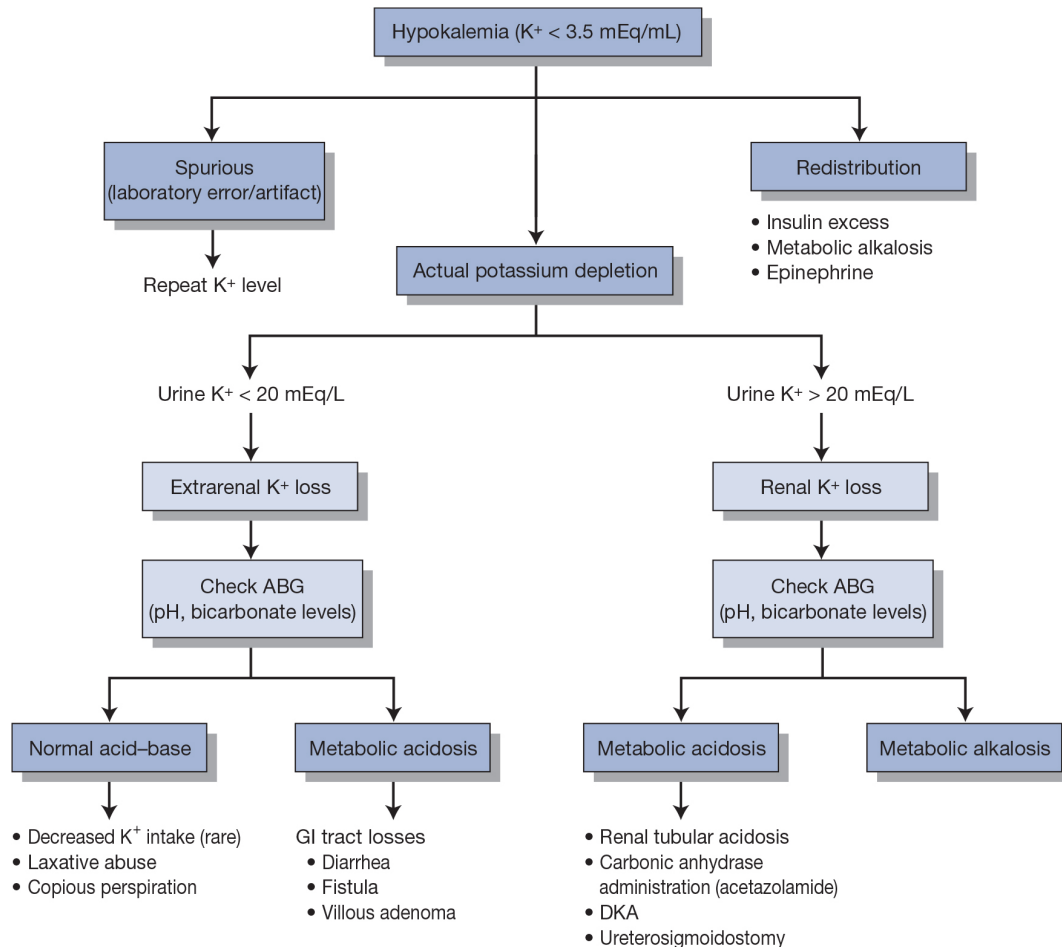 Hypokalemia (K⁺ < 3.5 mEq/mL)
Spurious
(laboratory error/artifact)
Repeat K⁺ level
Actual potassium depletion
Redistribution
• Insulin excess
• Metabolic alkalosis
• Epinephrine
Urine K⁺ < 20 mEq/L
Extrarenal K⁺ loss
Check ABG
(pH, bicarbonate levels)
Normal acid–base
• Decreased K⁺ intake (rare)
• Laxative abuse
• Copious perspiration
Metabolic acidosis
GI tract losses
• Diarrhea
• Fistula
• Villous adenoma
Urine K⁺ > 20 mEq/L
Renal K⁺ loss
Check ABG
(pH, bicarbonate levels)
Metabolic acidosis
• Renal tubular acidosis
• Carbonic anhydrase
administration (acetazolamide)
• DKA
• Ureterosigmoidostomy
Metabolic alkalosis